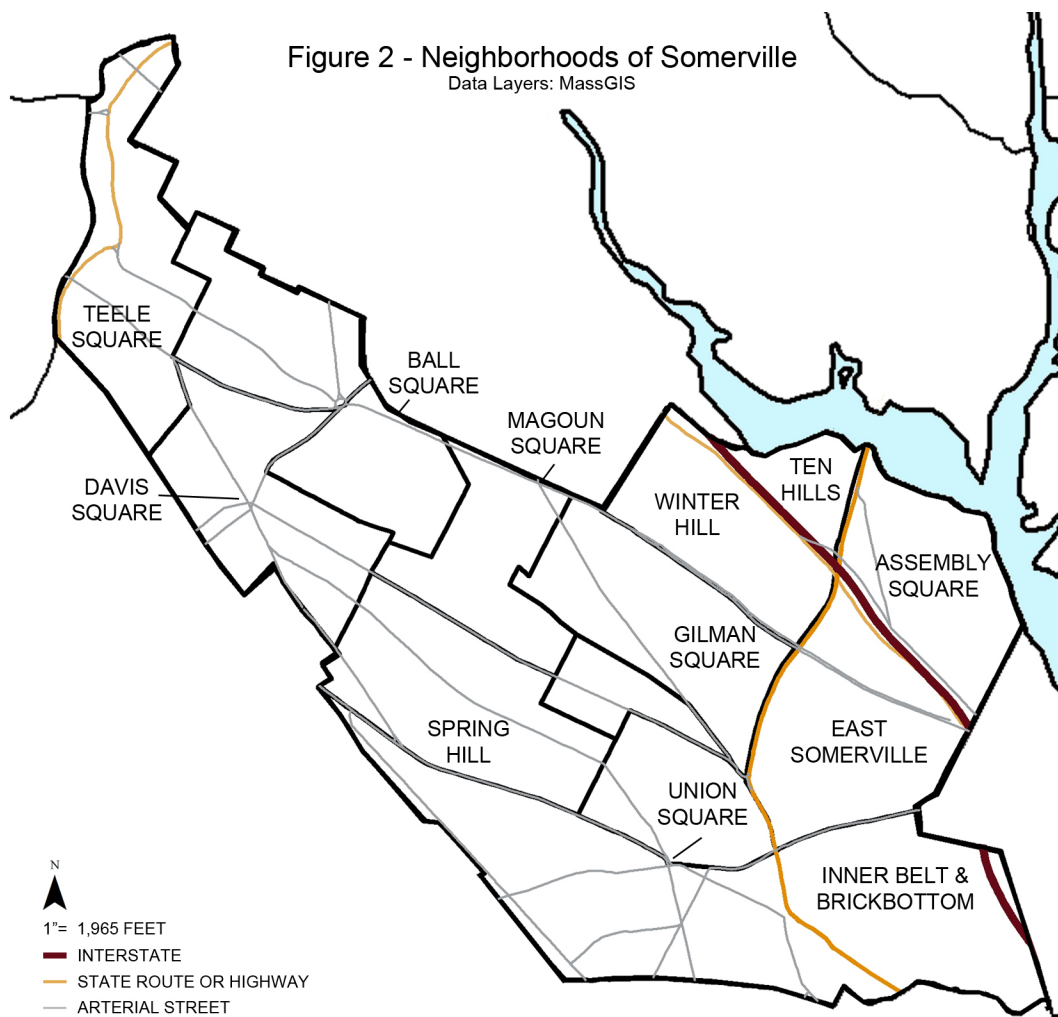 Figure 2 - Neighborhoods of Somerville
Data Layers: MassGIS
TEELE
SQUARE
BALL
SQUARE
MAGOUN
SQUARE
DAVIS
SQUARE
WINTER
HILL
TEN
HILLS
ASSEMBLY
SQUARE
GILMAN
SQUARE
SPRING
HILL
EAST
SOMERVILLE
UNION
SQUARE
INNER BELT &
BRICKBOTTOM
N
1"= 1,965 FEET
INTERSTATE
STATE ROUTE OR HIGHWAY
ARTERIAL STREET